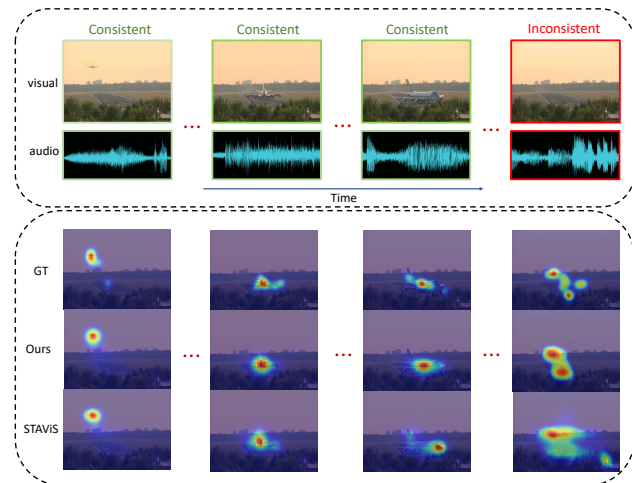 Consistent Consistent Consistent Inconsistent
visual
... ... ...
audio
Time
GT
Ours
... ... ...
STAViS